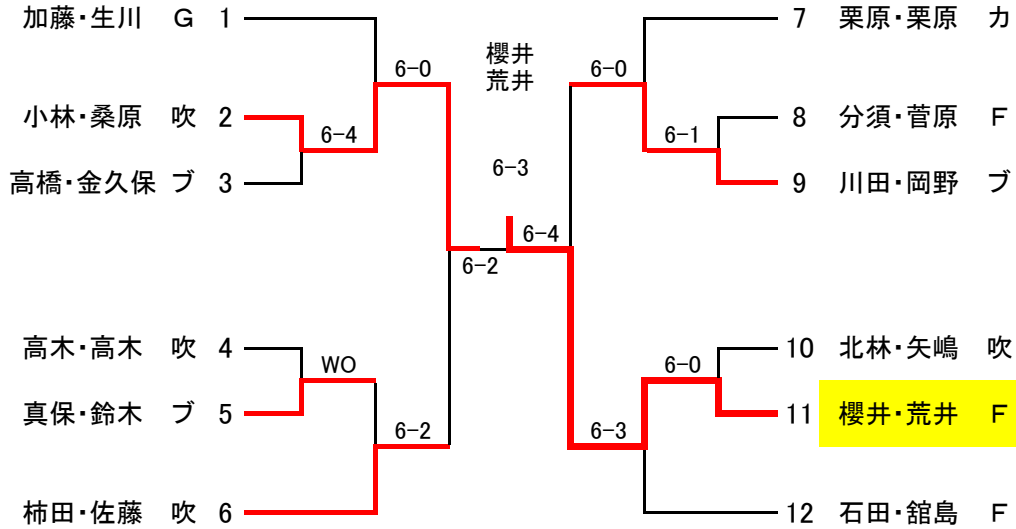 加藤・生川 G 1
小林・桑原 吹 2
高橋・金久保 ブ 3
高木・高木 吹 4
真保・鈴木 ブ 5
柿田・佐藤 吹 6
6-0
6-4
WO
6-2
6-2
櫻井
荒井
6-3
6-4
6-0
6-1
6-0
6-3
7 栗原・栗原 カ
8 分須・菅原 F
9 川田・岡野 ブ
10 北林・矢嶋 吹
11 櫻井・荒井 F
12 石田・舘島 F